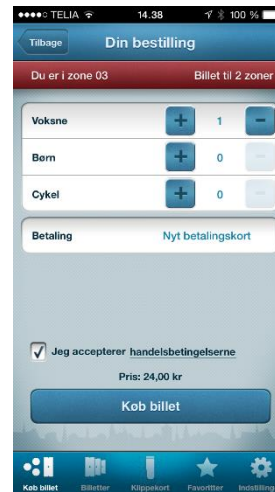 TELIA 14.38 100 %
Tilbage Din bestilling
Du er i zone 03 Billet til 2 zoner
Voksne + 1 −
Børn + 0 −
Cykel + 0 −
Betaling Nyt betalingskort
Jeg accepterer handelsbetingelserne
Pris: 24,00 kr
Køb billet
Køb billet Billetter Klippekort Favoritter Indstilling